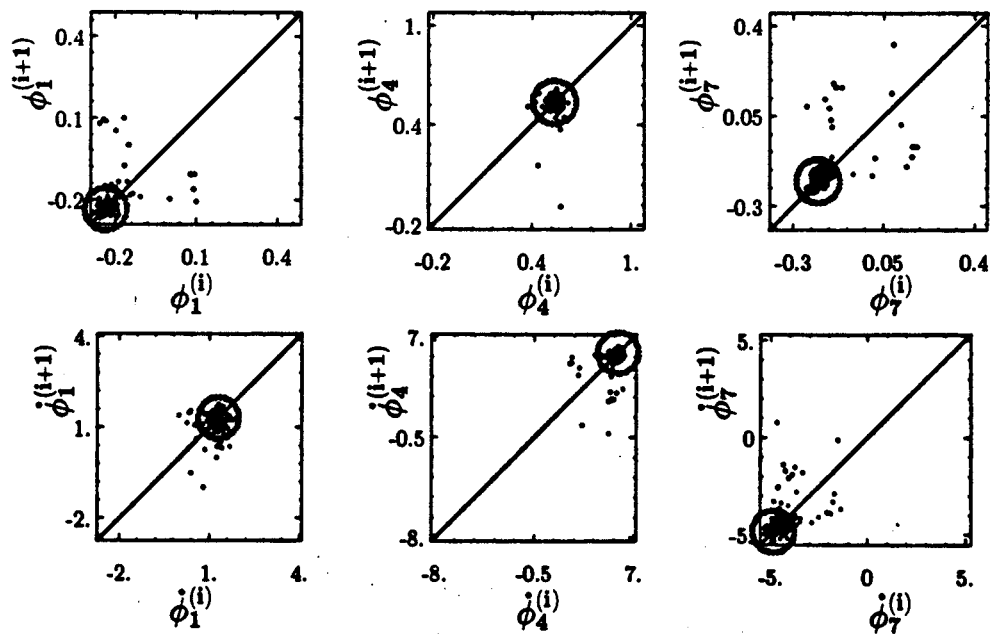 ϕ₁⁽ⁱ⁺¹⁾
0.4
0.1
-0.2
-0.2 0.1 0.4
ϕ₁⁽ⁱ⁾
ϕ₄⁽ⁱ⁺¹⁾
1.
0.4
-0.2
-0.2 0.4 1.
ϕ₄⁽ⁱ⁾
ϕ₇⁽ⁱ⁺¹⁾
0.4
0.05
-0.3
-0.3 0.05 0.4
ϕ₇⁽ⁱ⁾
ϕ̇₁⁽ⁱ⁺¹⁾
4.
1.
-2.
-2. 1. 4.
ϕ̇₁⁽ⁱ⁾
ϕ̇₄⁽ⁱ⁺¹⁾
7.
-0.5
-8.
-8. -0.5 7.
ϕ̇₄⁽ⁱ⁾
ϕ̇₇⁽ⁱ⁺¹⁾
5.
0
-5.
-5. 0 5.
ϕ̇₇⁽ⁱ⁾